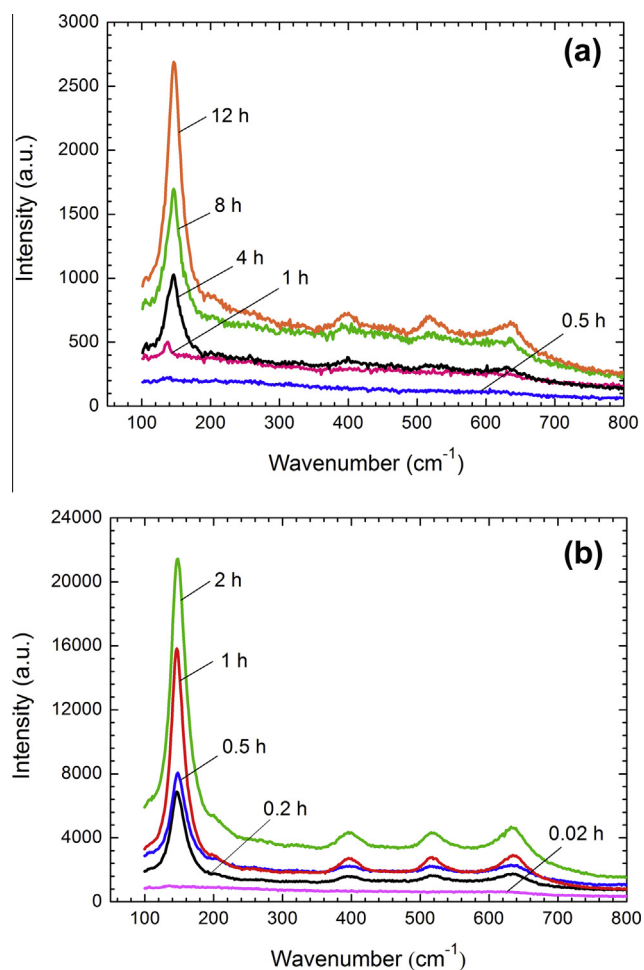 (a)
3000
2500
2000
1500
1000
500
0
Intensity (a.u.)
12 h
8 h
4 h
1 h
0.5 h
100 200 300 400 500 600 700 800
Wavenumber (cm-1)
(b)
24000
20000
16000
12000
8000
4000
0
Intensity (a.u.)
2 h
1 h
0.5 h
0.2 h
0.02 h
100 200 300 400 500 600 700 800
Wavenumber (cm-1)